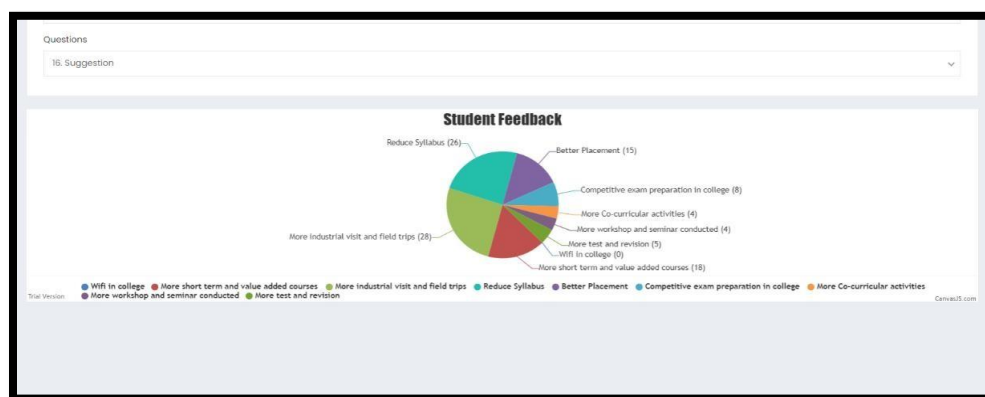 Questions
16. Suggestion
Student Feedback
Reduce Syllabus (26)
Better Placement (15)
Competitive exam preparation in college (8)
More Co-curricular activities (4)
More industrial visit and field trips (28)
More workshop and seminar conducted (4)
More test and revision (5)
Wifi in college (0)
More short term and value added courses (18)
Wifi in college More short term and value added courses More industrial visit and field trips Reduce Syllabus Better Placement Competitive exam preparation in college More Co-curricular activities
More workshop and seminar conducted More test and revision
Trial Version
CanvasJS.com